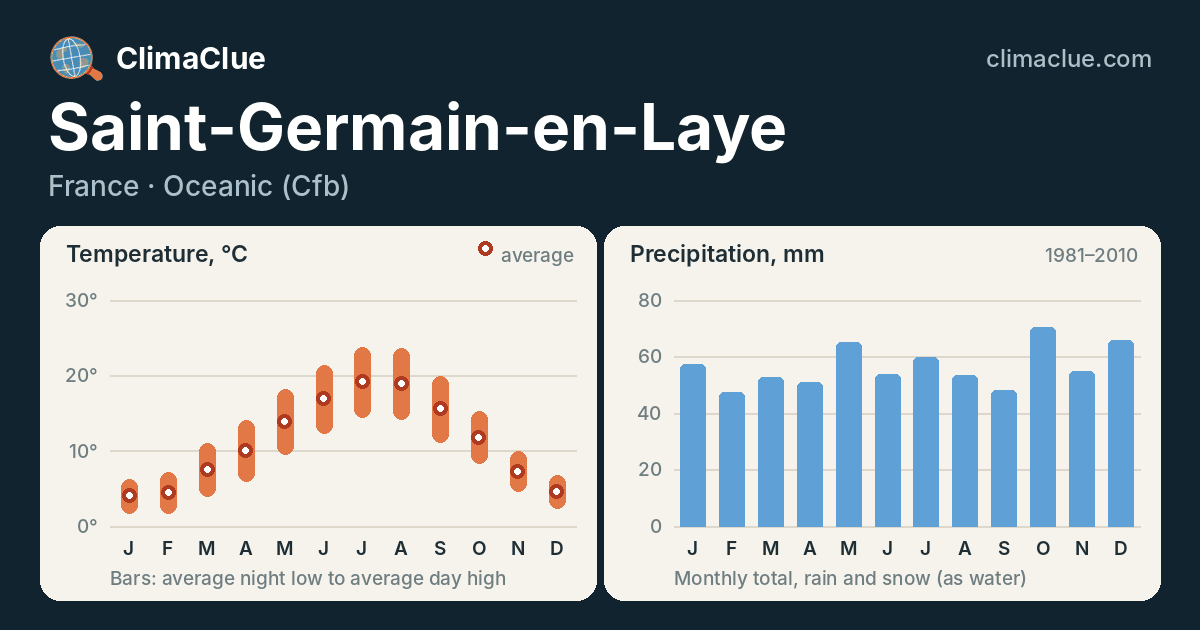 ClimaClue
climaclue.com
Saint-Germain-en-Laye
France · Oceanic (Cfb)
Temperature, °C
average
30°
20°
10°
0°
J F M A M J J A S O N D
Bars: average night low to average day high
Precipitation, mm
1981–2010
80
60
40
20
0
J F M A M J J A S O N D
Monthly total, rain and snow (as water)